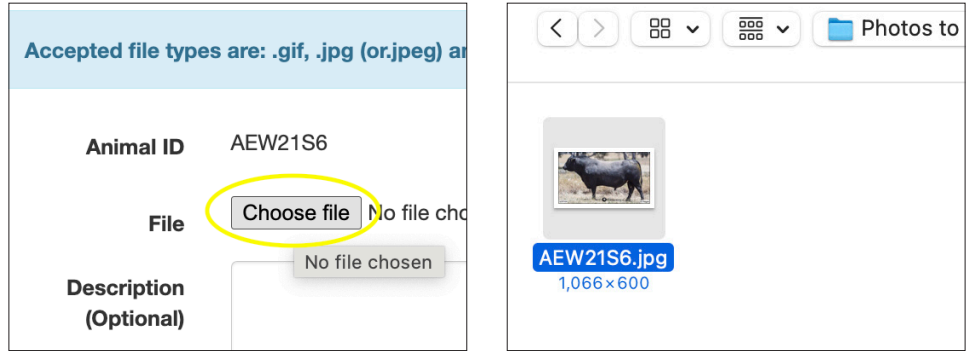 Accepted file types are: .gif, .jpg (or.jpeg) a
Animal ID
AEW21S6
File
Choose file
No file cho
No file chosen
Description
(Optional)
Photos to
AEW21S6.jpg
1,066×600